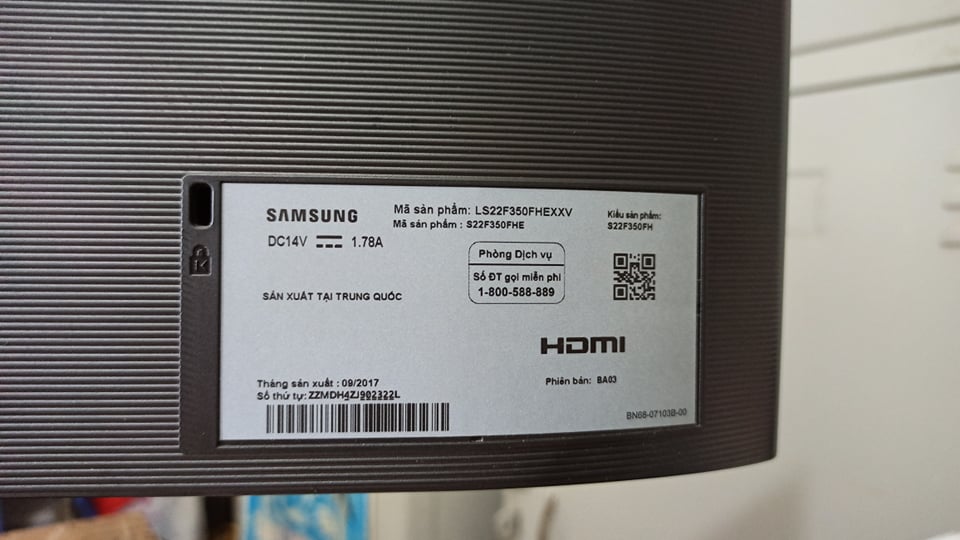 SAMSUNG
DC14V 1.78A
Mã sản phẩm: LS22F350FHEXXV
Mã sản phẩm : S22F350FHE
Kiểu sản phẩm:
S22F350FH
Phòng Dịch vụ
Số ĐT gọi miễn phí
1-800-588-889
SẢN XUẤT TẠI TRUNG QUỐC
HDMI
Phiên bản: BA03
Tháng sản xuất : 09/2017
Số thứ tự: ZZMDH4ZJ902322L
BN68-07103B-00